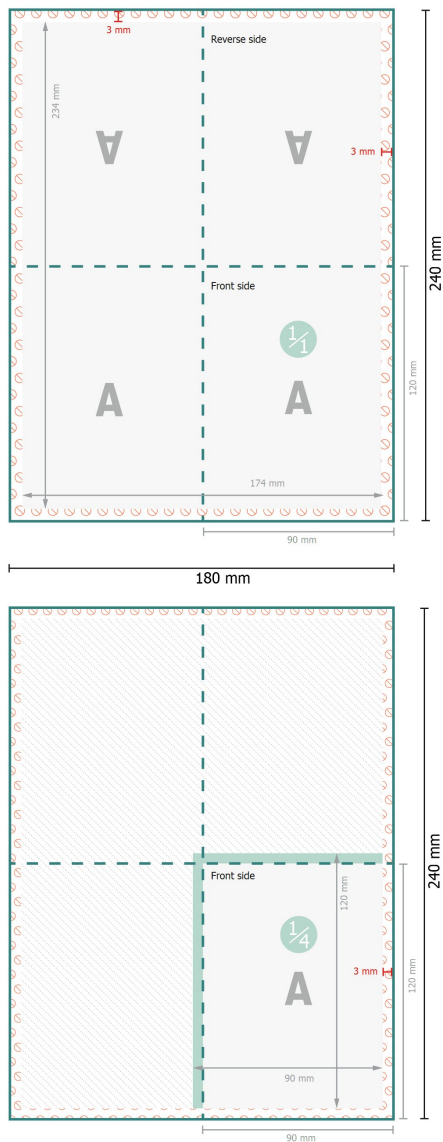 3 mm
Reverse side
234 mm
A
A
3 mm
240 mm
Front side
1/1
A
A
120 mm
174 mm
90 mm
180 mm
Front side
1/4
120 mm
240 mm
A
3 mm
120 mm
90 mm
90 mm